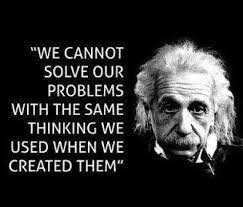 “WE CANNOT
SOLVE OUR
PROBLEMS
WITH THE SAME
THINKING WE
USED WHEN WE
CREATED THEM”